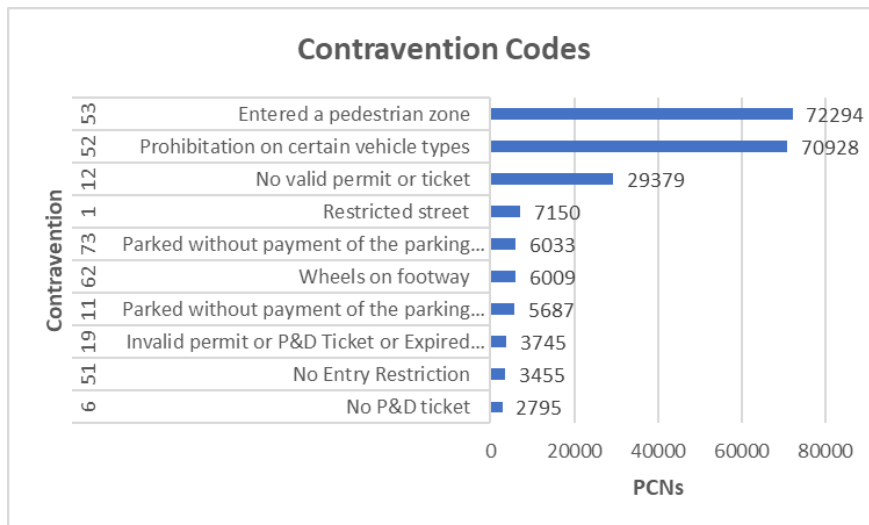 Contravention Codes
Contravention
53 Entered a pedestrian zone 72294
52 Prohibitation on certain vehicle types 70928
12 No valid permit or ticket 29379
1 Restricted street 7150
73 Parked without payment of the parking... 6033
62 Wheels on footway 6009
11 Parked without payment of the parking... 5687
19 Invalid permit or P&D Ticket or Expired... 3745
51 No Entry Restriction 3455
6 No P&D ticket 2795
0 20000 40000 60000 80000
PCNs